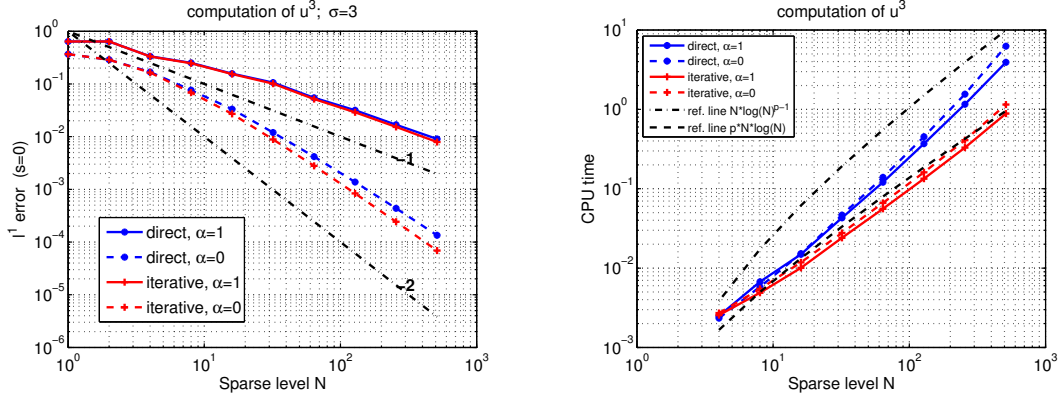 computation of u³; σ=3
10⁰
10⁻¹
10⁻²
10⁻³
10⁻⁴
10⁻⁵
10⁻⁶
l¹ error (s=0)
−1
−2
direct, α=1
direct, α=0
iterative, α=1
iterative, α=0
10⁰ 10¹ 10² 10³
Sparse level N
computation of u³
10¹
10⁰
10⁻¹
10⁻²
10⁻³
CPU time
direct, α=1
direct, α=0
iterative, α=1
iterative, α=0
ref. line N*log(N)ᵖ⁻¹
ref. line p*N*log(N)
10⁰ 10¹ 10² 10³
Sparse level N